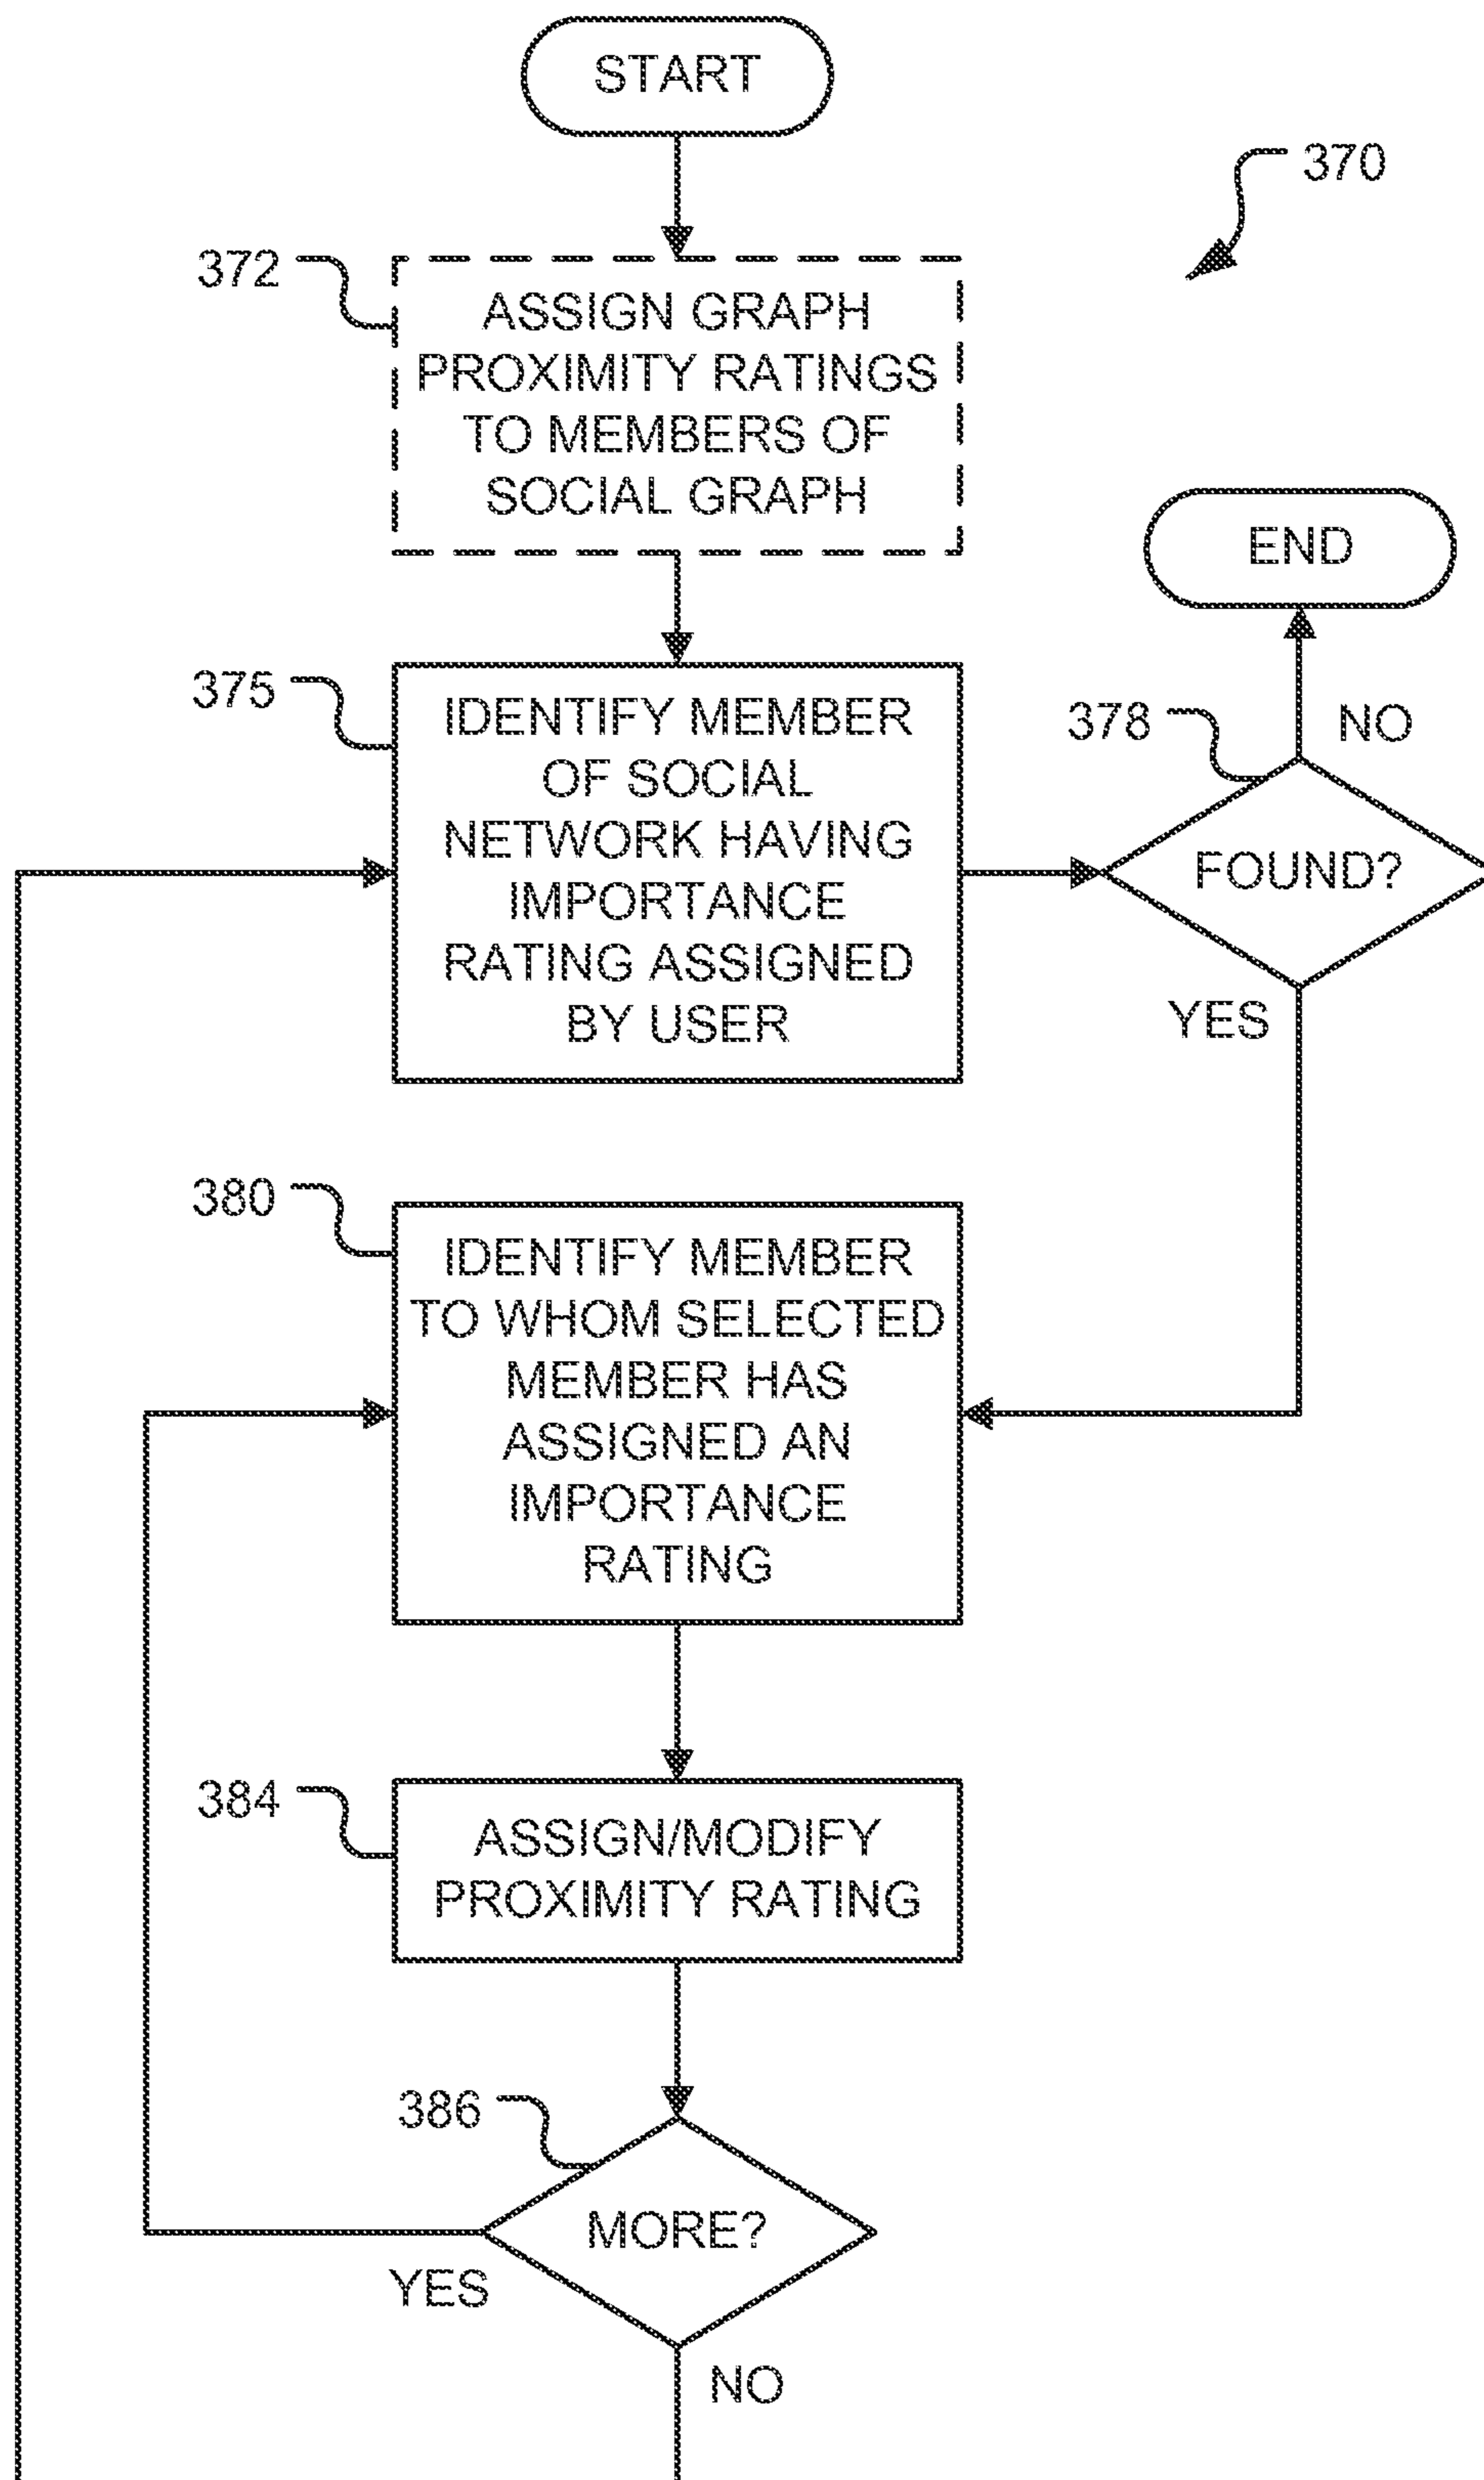 START
370
372
ASSIGN GRAPH
PROXIMITY RATINGS
TO MEMBERS OF
SOCIAL GRAPH
END
375
IDENTIFY MEMBER
OF SOCIAL
NETWORK HAVING
IMPORTANCE
RATING ASSIGNED
BY USER
378
NO
FOUND?
YES
380
IDENTIFY MEMBER
TO WHOM SELECTED
MEMBER HAS
ASSIGNED AN
IMPORTANCE
RATING
384
ASSIGN/MODIFY
PROXIMITY RATING
386
MORE?
YES
NO